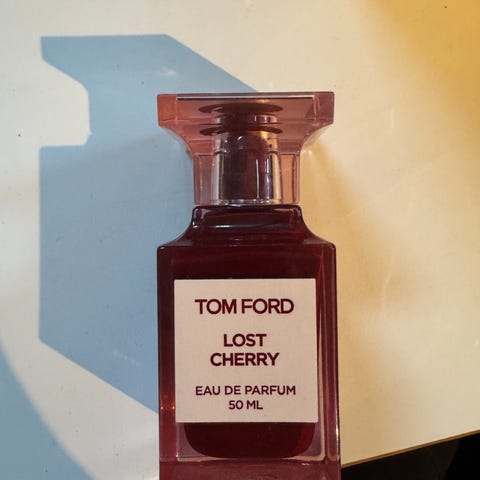 TOM FORD
LOST
CHERRY
EAU DE PARFUM
50 ML